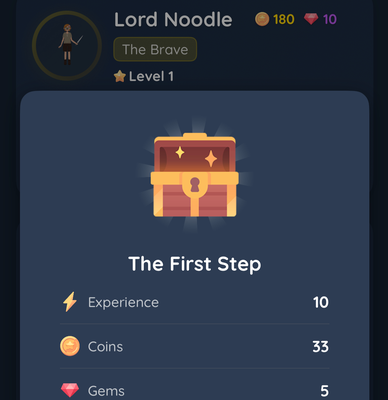 Lord Noodle 180 10
The Brave
Level 1
The First Step
Experience 10
Coins 33
Gems 5